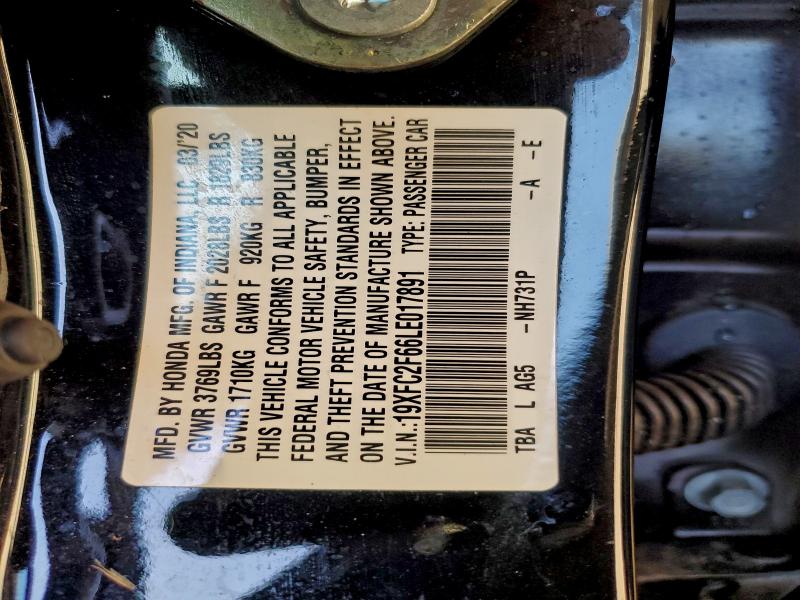 MFD. BY HONDA MFG. OF INDIANA, LLC 03/'20
GVWR 3769LBS GAWR F 2028LBS R 1828LBS
GVWR 1710KG GAWR F 920KG R 830KG
THIS VEHICLE CONFORMS TO ALL APPLICABLE
FEDERAL MOTOR VEHICLE SAFETY, BUMPER,
AND THEFT PREVENTION STANDARDS IN EFFECT
ON THE DATE OF MANUFACTURE SHOWN ABOVE.
V.I.N.:19XFC2F66LE017691 TYPE: PASSENGER CAR
TBA L AG5 - NH731P -A -E